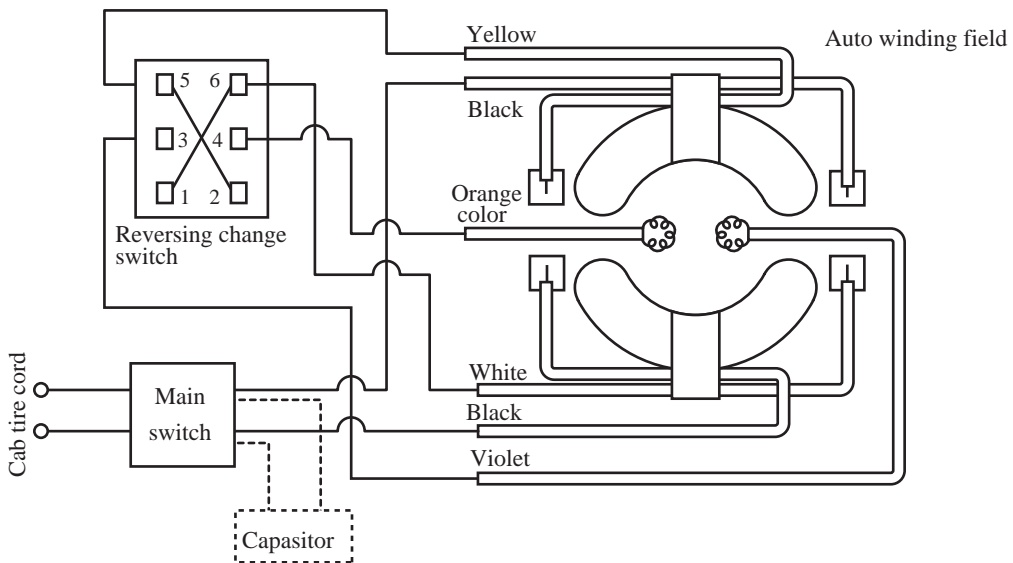 Yellow
Auto winding field
Black
5 6
3 4
1 2
Orange
color
Reversing change
switch
Cab tire cord
Main
switch
White
Black
Violet
Capasitor